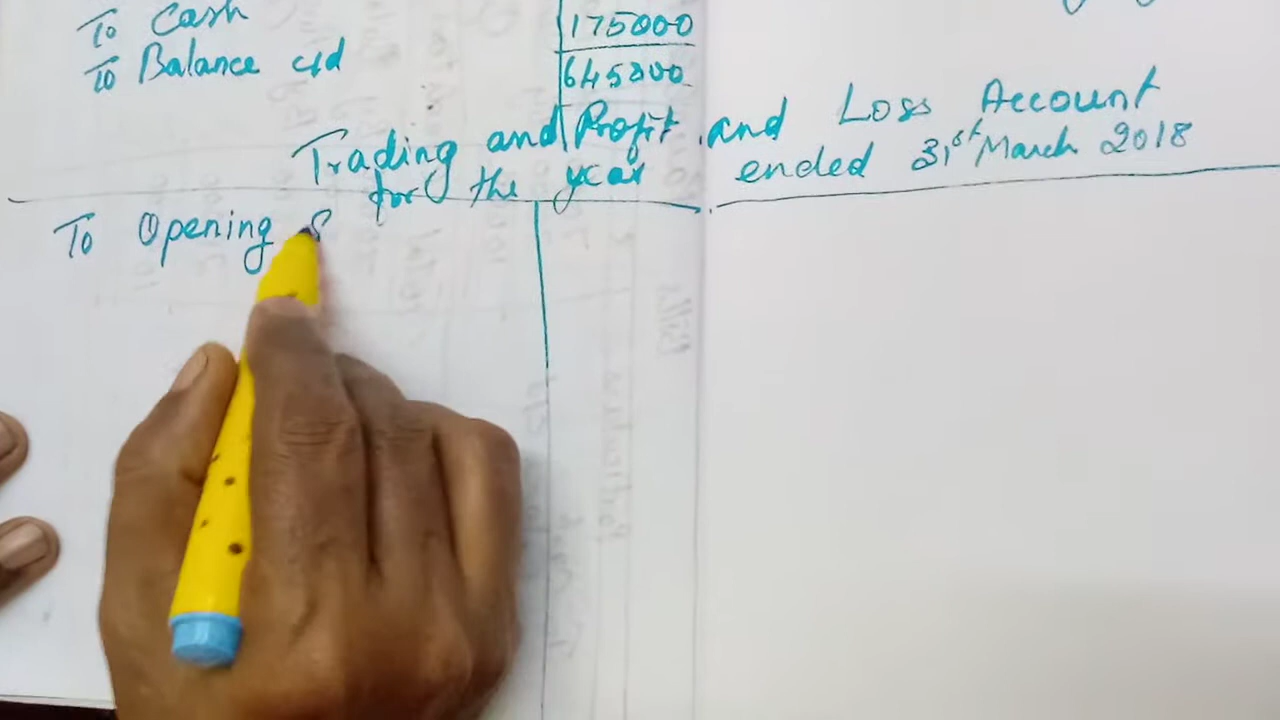 To Cash
To Balance c/d
175000
645000
Trading and Profit and Loss Account
for the year ended 31st March 2018
To Opening S